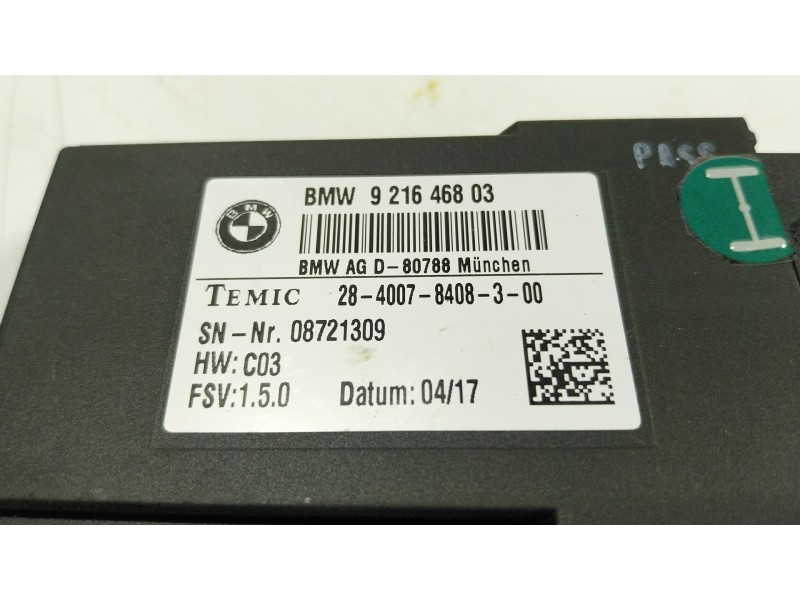 PASS
I
BMW
BMW 9 216 468 03
BMW AG D-80788 München
TEMIC 28-4007-8408-3-00
SN-Nr. 08721309
HW: C03
FSV:1.5.0 Datum: 04/17